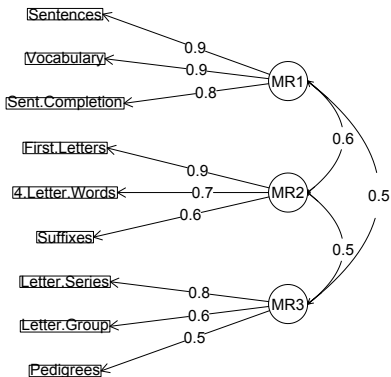 Sentences
0.9
Vocabulary
0.9
MR1
Sent.Completion
0.8
0.6
First.Letters
0.9
4.Letter.Words
0.7
MR2
0.5
Suffixes
0.6
0.5
Letter.Series
0.8
MR3
Letter.Group
0.6
0.5
Pedigrees